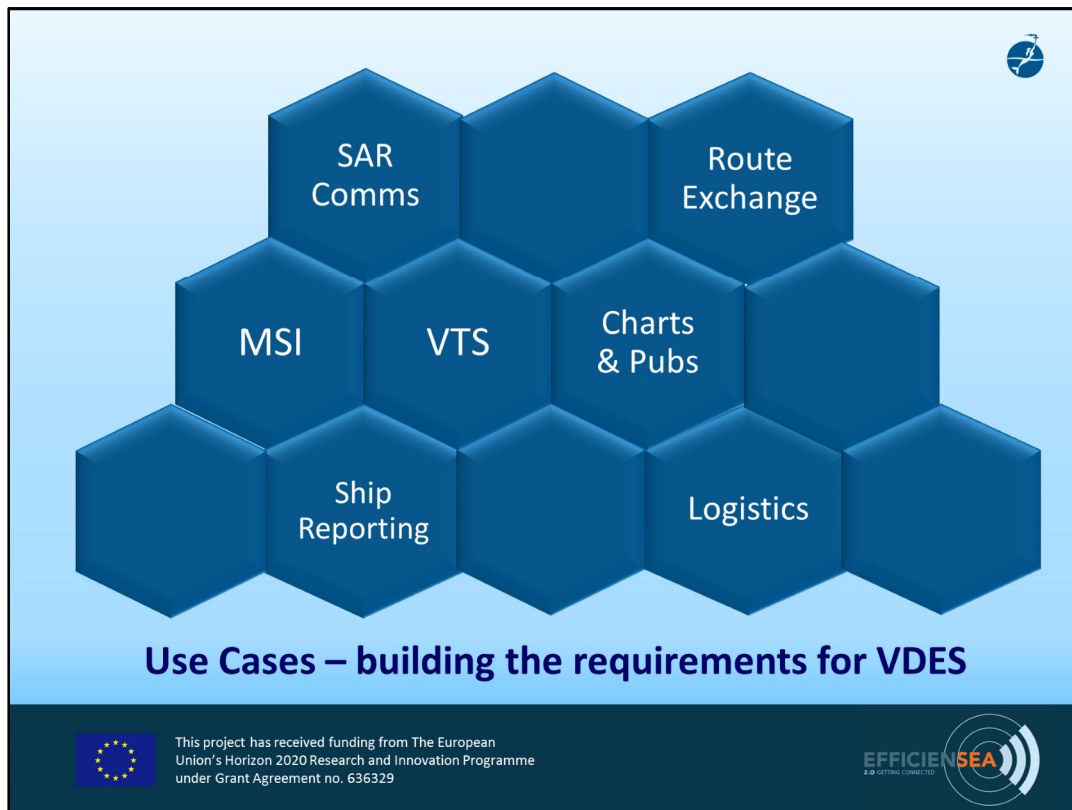 SAR
Comms
Route
Exchange
MSI
VTS
Charts
& Pubs
Ship
Reporting
Logistics
Use Cases – building the requirements for VDES
This project has received funding from The European
Union's Horizon 2020 Research and Innovation Programme
under Grant Agreement no. 636329
EFFICIENSEA
2.0 GETTING CONNECTED